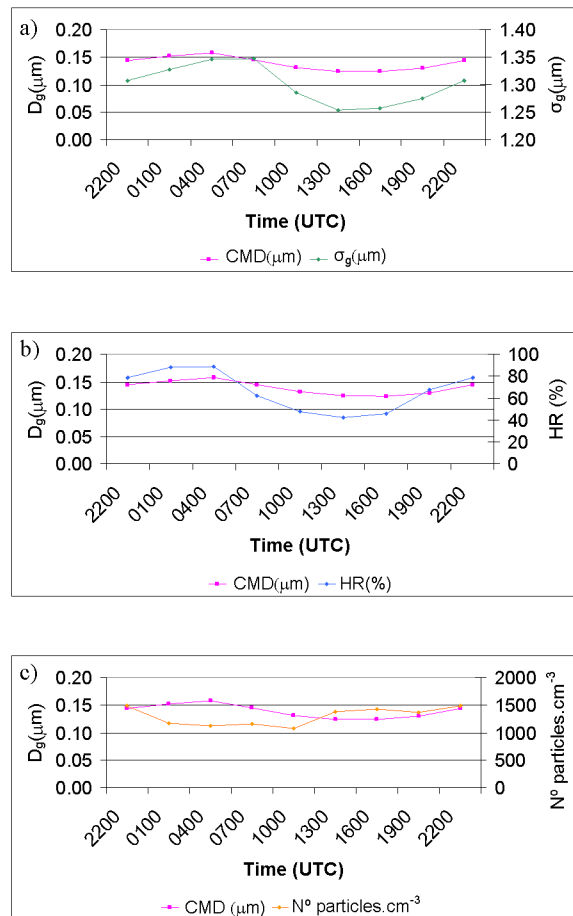 a)
0.20
0.15
0.10
0.05
0.00
Dg(μm)
1.40
1.35
1.30
1.25
1.20
σg(μm)
2200 0100 0400 0700 1000 1300 1600 1900 2200
Time (UTC)
CMD(μm) σg(μm)
b)
0.20
0.15
0.10
0.05
0.00
Dg(μm)
100
80
60
40
20
0
HR (%)
2200 0100 0400 0700 1000 1300 1600 1900 2200
Time (UTC)
CMD(μm) HR(%)
c)
0.20
0.15
0.10
0.05
0.00
Dg(μm)
2000
1500
1000
500
0
Nº particles.cm⁻³
2200 0100 0400 0700 1000 1300 1600 1900 2200
Time (UTC)
CMD (μm) Nº particles.cm⁻³